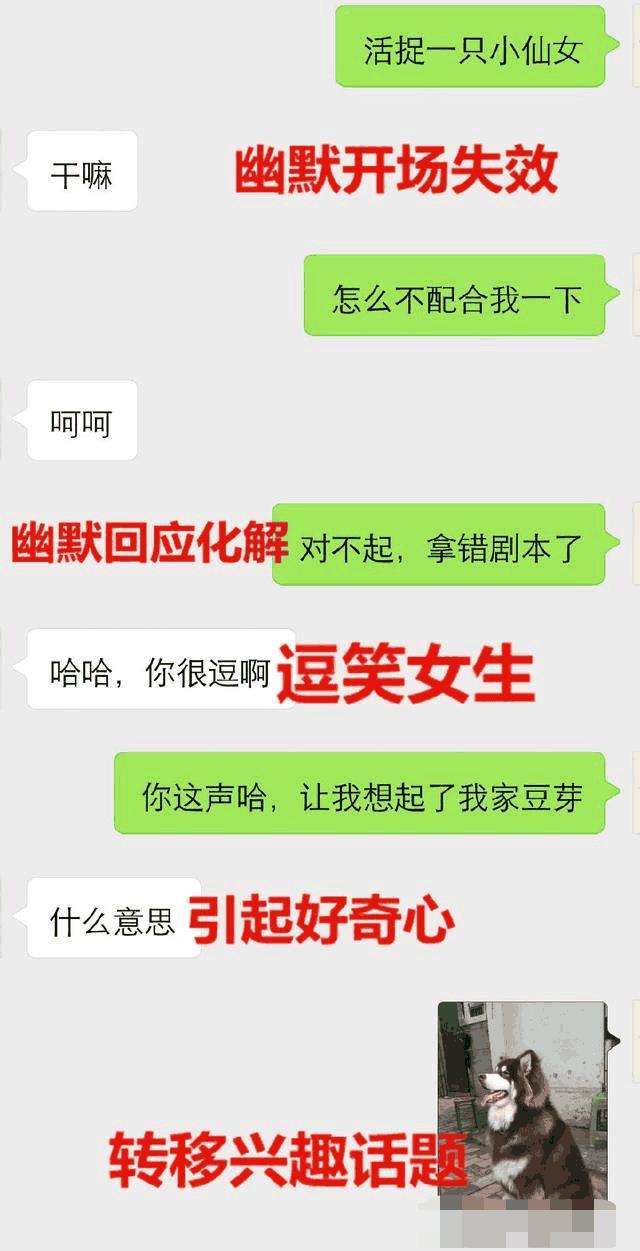 活捉一只小仙女
干嘛
幽默开场失效
怎么不配合我一下
呵呵
幽默回应化解
对不起，拿错剧本了
哈哈，你很逗啊
逗笑女生
你这声哈，让我想起了我家豆芽
什么意思
引起好奇心
转移兴趣话题